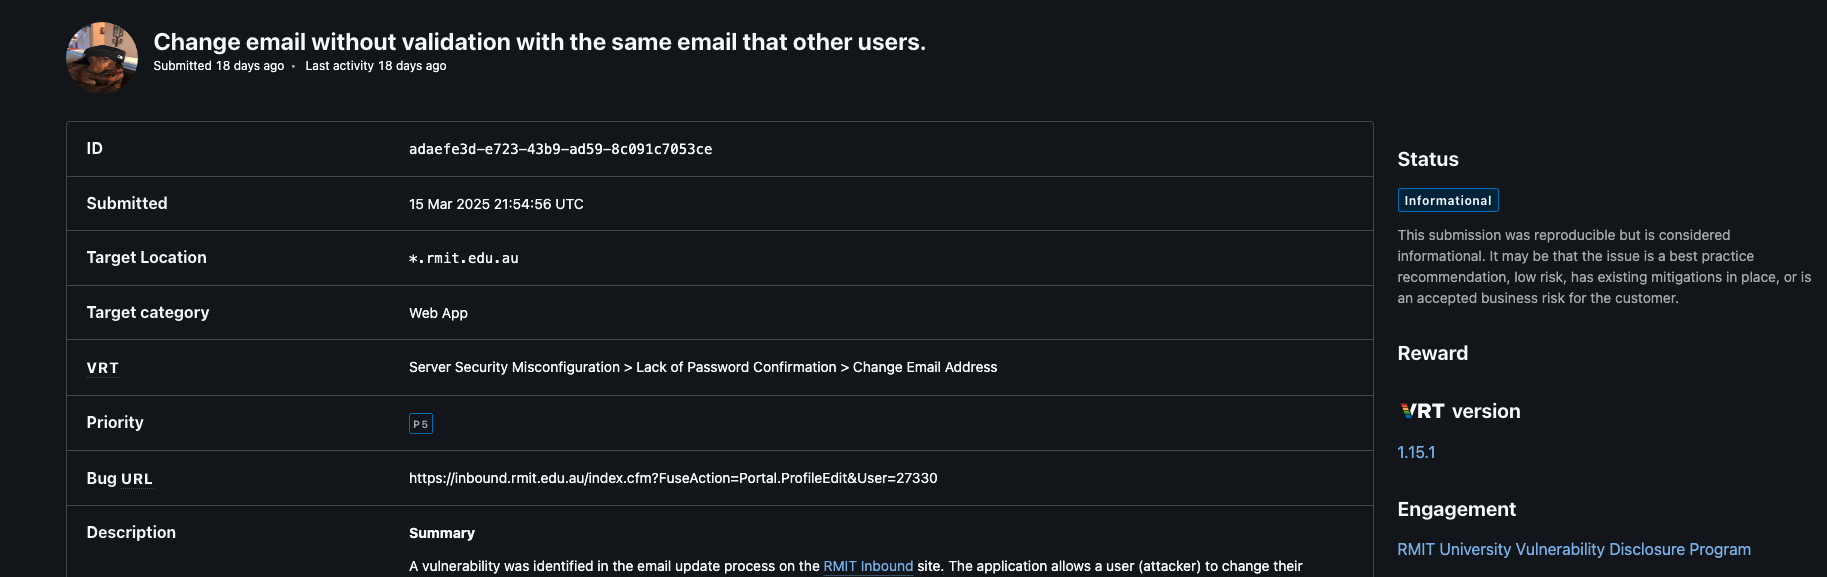 Change email without validation with the same email that other users.
Submitted 18 days ago • Last activity 18 days ago
ID
adaefe3d-e723-43b9-ad59-8c091c7053ce
Submitted
15 Mar 2025 21:54:56 UTC
Target Location
*.rmit.edu.au
Target category
Web App
VRT
Server Security Misconfiguration > Lack of Password Confirmation > Change Email Address
Priority
P5
Bug URL
https://inbound.rmit.edu.au/index.cfm?FuseAction=Portal.ProfileEdit&User=27330
Description
Summary
A vulnerability was identified in the email update process on the RMIT Inbound site. The application allows a user (attacker) to change their
Status
Informational
This submission was reproducible but is considered
informational. It may be that the issue is a best practice
recommendation, low risk, has existing mitigations in place, or is
an accepted business risk for the customer.
Reward
VRT version
1.15.1
Engagement
RMIT University Vulnerability Disclosure Program